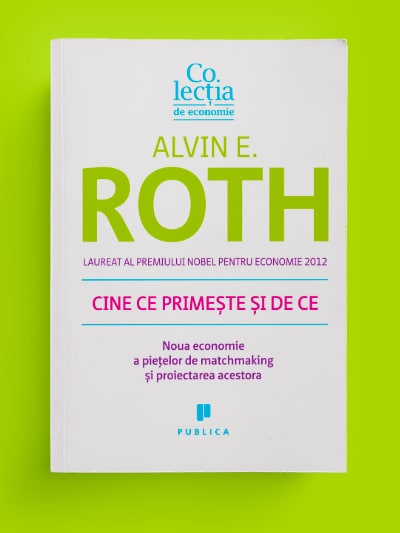 Co.
lecția
de economie
ALVIN E.
ROTH
LAUREAT AL PREMIULUI NOBEL PENTRU ECONOMIE 2012
CINE CE PRIMEȘTE ȘI DE CE
Noua economie
a piețelor de matchmaking
și proiectarea acestora
PUBLICA